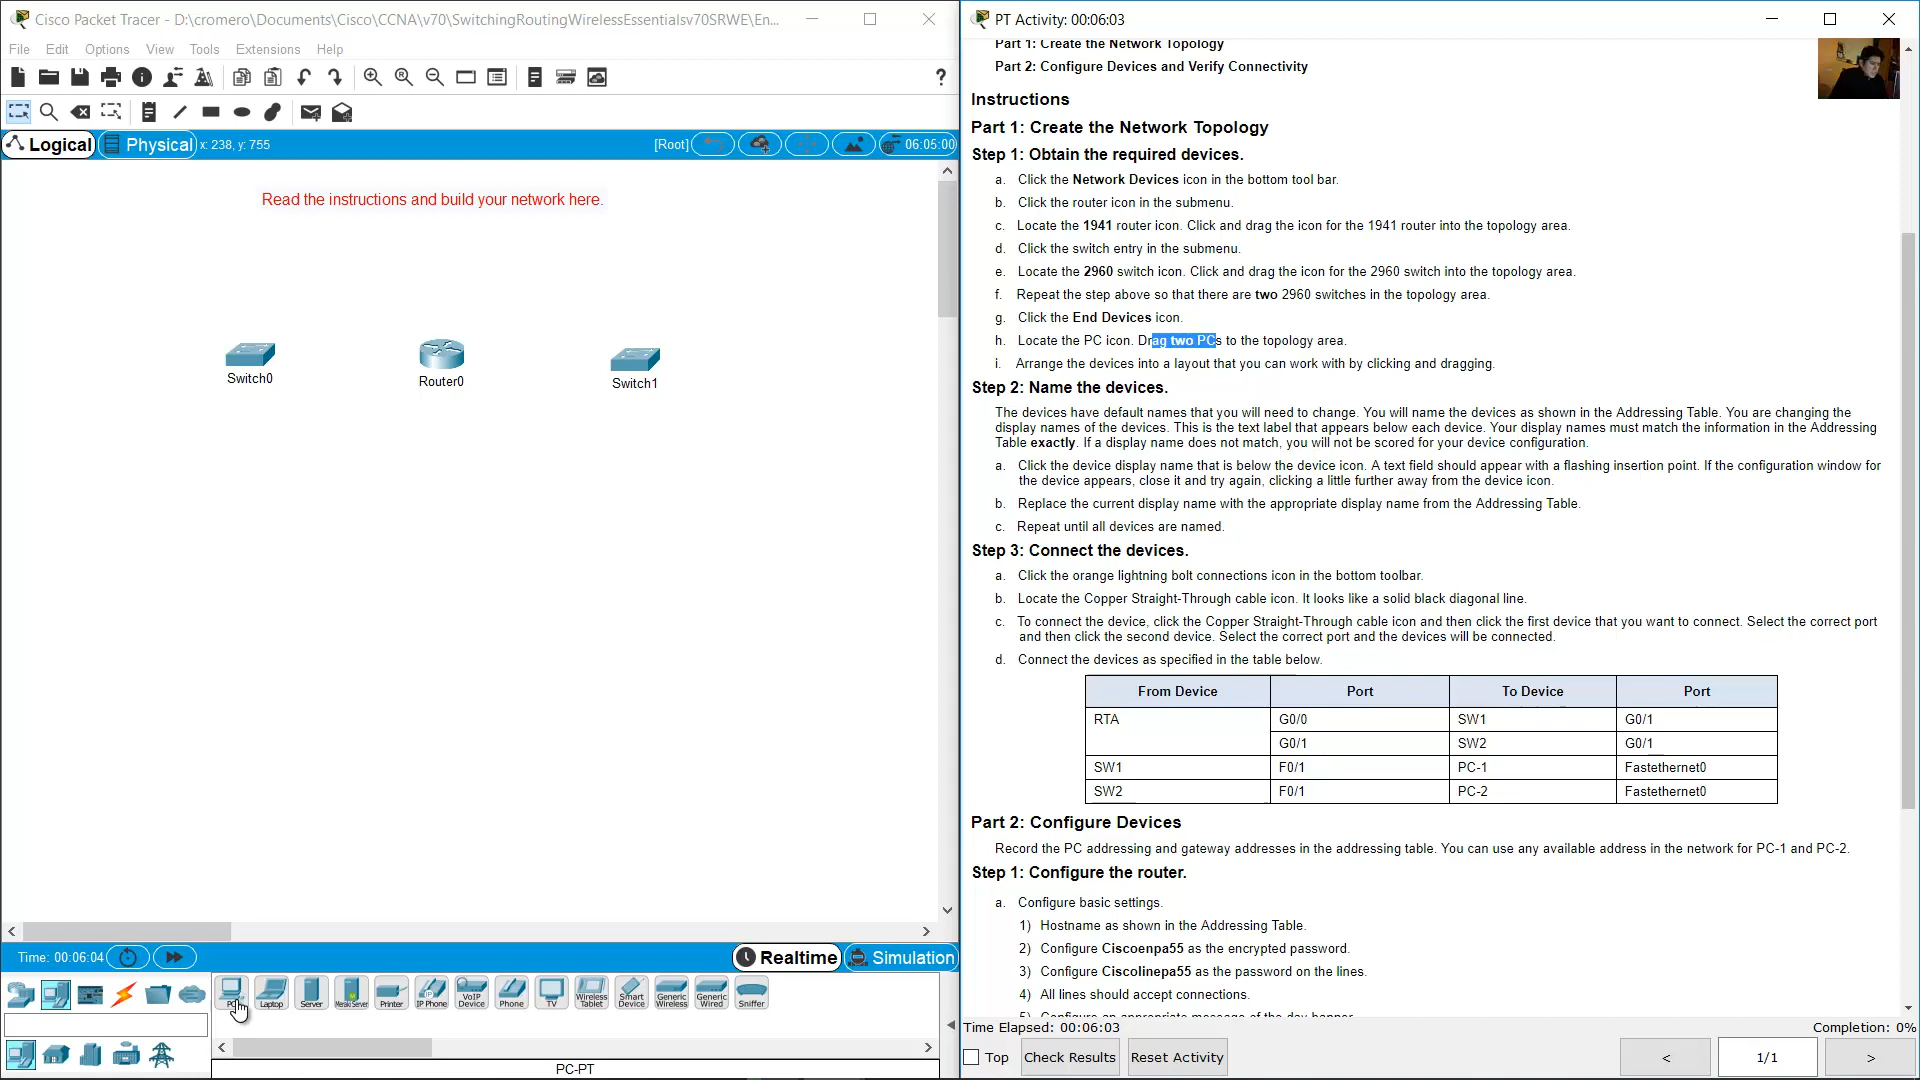 Cisco Packet Tracer - D:\cromero\Documents\Cisco\CCNA\v70\SwitchingRoutingWirelessEssentialsv70SRWE\En...
File Edit Options View Tools Extensions Help
?
Logical Physical x: 238, y: 755 [Root] 06:05:00
Read the instructions and build your network here.
Switch0
Router0
Switch1
Time: 00:06:04 Realtime Simulation
PC Laptop Server Meraki Server Printer IP Phone VoIP Device Phone TV Wireless Tablet Smart Device Generic Wireless Generic Wired Sniffer
PC-PT
PT Activity: 00:06:03
Part 1: Create the Network Topology
Part 2: Configure Devices and Verify Connectivity
Instructions
Part 1: Create the Network Topology
Step 1: Obtain the required devices.
a. Click the Network Devices icon in the bottom tool bar.
b. Click the router icon in the submenu.
c. Locate the 1941 router icon. Click and drag the icon for the 1941 router into the topology area.
d. Click the switch entry in the submenu.
e. Locate the 2960 switch icon. Click and drag the icon for the 2960 switch into the topology area.
f. Repeat the step above so that there are two 2960 switches in the topology area.
g. Click the End Devices icon.
h. Locate the PC icon. Drag two PCs to the topology area.
i. Arrange the devices into a layout that you can work with by clicking and dragging.
Step 2: Name the devices.
The devices have default names that you will need to change. You will name the devices as shown in the Addressing Table. You are changing the
display names of the devices. This is the text label that appears below each device. Your display names must match the information in the Addressing
Table exactly. If a display name does not match, you will not be scored for your device configuration.
a. Click the device display name that is below the device icon. A text field should appear with a flashing insertion point. If the configuration window for
the device appears, close it and try again, clicking a little further away from the device icon.
b. Replace the current display name with the appropriate display name from the Addressing Table.
c. Repeat until all devices are named.
Step 3: Connect the devices.
a. Click the orange lightning bolt connections icon in the bottom toolbar.
b. Locate the Copper Straight-Through cable icon. It looks like a solid black diagonal line.
c. To connect the device, click the Copper Straight-Through cable icon and then click the first device that you want to connect. Select the correct port
and then click the second device. Select the correct port and the devices will be connected.
d. Connect the devices as specified in the table below.
From Device Port To Device Port
RTA G0/0 SW1 G0/1
G0/1 SW2 G0/1
SW1 F0/1 PC-1 Fastethernet0
SW2 F0/1 PC-2 Fastethernet0
Part 2: Configure Devices
Record the PC addressing and gateway addresses in the addressing table. You can use any available address in the network for PC-1 and PC-2.
Step 1: Configure the router.
a. Configure basic settings.
1) Hostname as shown in the Addressing Table.
2) Configure Ciscoenpa55 as the encrypted password.
3) Configure Ciscolinepa55 as the password on the lines.
4) All lines should accept connections.
5) Configure an appropriate message of the day banner.
Time Elapsed: 00:06:03 Completion: 0%
Top Check Results Reset Activity < 1/1 >